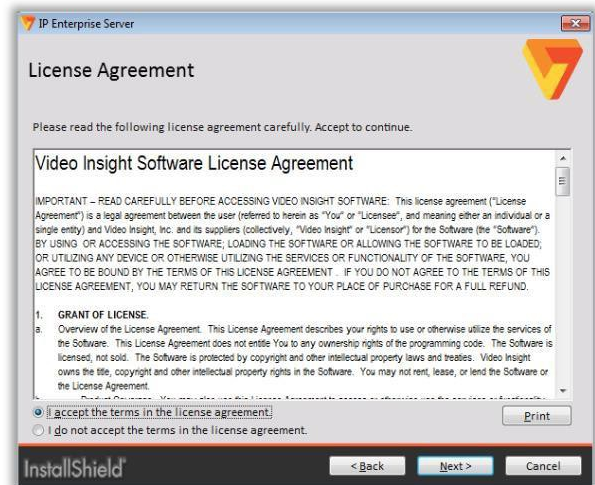 IP Enterprise Server
License Agreement
Please read the following license agreement carefully. Accept to continue.
Video Insight Software License Agreement
IMPORTANT – READ CAREFULLY BEFORE ACCESSING VIDEO INSIGHT SOFTWARE: This license agreement ("License
Agreement") is a legal agreement between the user (referred to herein as "You" or "Licensee", and meaning either an individual or a
single entity) and Video Insight, Inc. and its suppliers (collectively, "Video Insight" or "Licensor") for the Software (the "Software").
BY USING OR ACCESSING THE SOFTWARE; LOADING THE SOFTWARE OR ALLOWING THE SOFTWARE TO BE LOADED;
OR UTILIZING ANY DEVICE OR OTHERWISE UTILIZING THE SERVICES OR FUNCTIONALITY OF THE SOFTWARE, YOU
AGREE TO BE BOUND BY THE TERMS OF THIS LICENSE AGREEMENT . IF YOU DO NOT AGREE TO THE TERMS OF THIS
LICENSE AGREEMENT, YOU MAY RETURN THE SOFTWARE TO YOUR PLACE OF PURCHASE FOR A FULL REFUND.
1. GRANT OF LICENSE.
a. Overview of the License Agreement. This License Agreement describes your rights to use or otherwise utilize the services of
the Software. This License Agreement does not entitle You to any ownership rights of the programming code. The Software is
licensed, not sold. The Software is protected by copyright and other intellectual property laws and treaties. Video Insight
owns the title, copyright and other intellectual property rights in the Software. You may not rent, lease, or lend the Software or
the License Agreement.
I accept the terms in the license agreement.
Print
I do not accept the terms in the license agreement.
InstallShield
< Back
Next >
Cancel